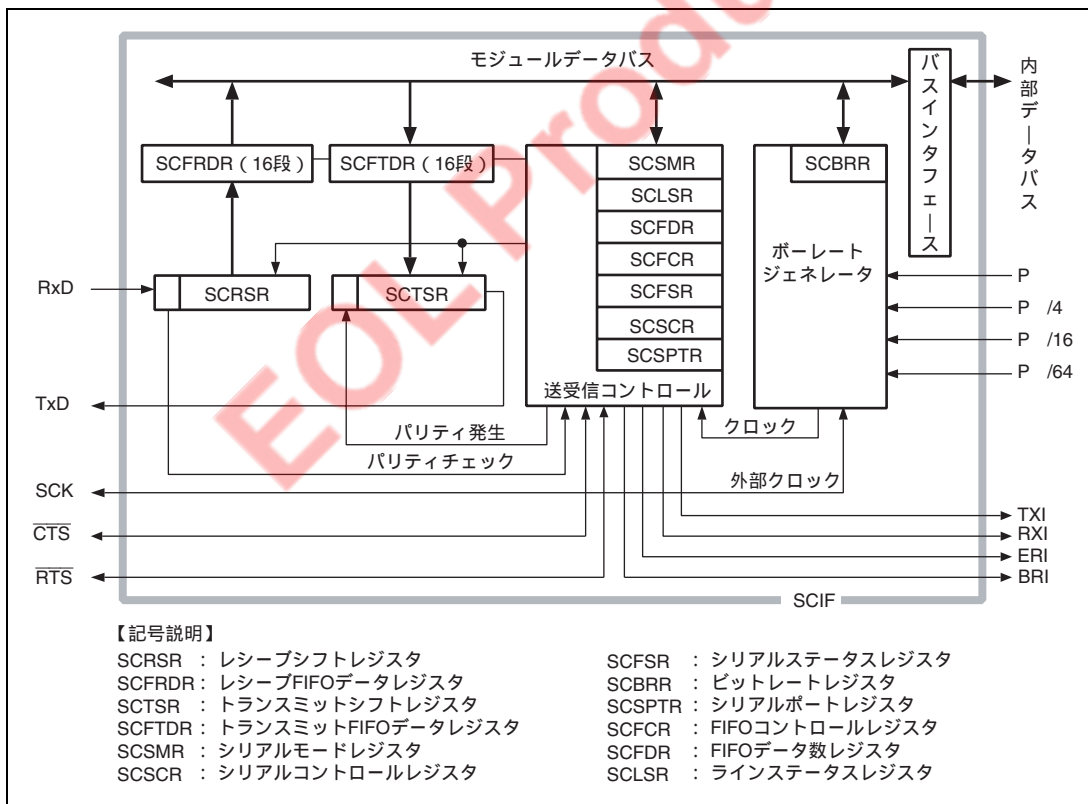 モジュールデータバス
バスインタフェース
内部データバス
SCFRDR(16段)
SCFTDR(16段)
SCSMR
SCLSR
SCFDR
SCFCR
SCFSR
SCSCR
SCSPTR
送受信コントロール
SCBRR
ボーレート
ジェネレータ
RxD
SCRSR
SCTSR
P
P /4
P /16
P /64
TxD
パリティ発生
パリティチェック
クロック
外部クロック
SCK
CTS
RTS
TXI
RXI
ERI
BRI
SCIF
【記号説明】
SCRSR : レシーブシフトレジスタ
SCFRDR : レシーブFIFOデータレジスタ
SCTSR : トランスミットシフトレジスタ
SCFTDR : トランスミットFIFOデータレジスタ
SCSMR : シリアルモードレジスタ
SCSCR : シリアルコントロールレジスタ
SCFSR : シリアルステータスレジスタ
SCBRR : ビットレートレジスタ
SCSPTR : シリアルポートレジスタ
SCFCR : FIFOコントロールレジスタ
SCFDR : FIFOデータ数レジスタ
SCLSR : ラインステータスレジスタ
EOL Produ